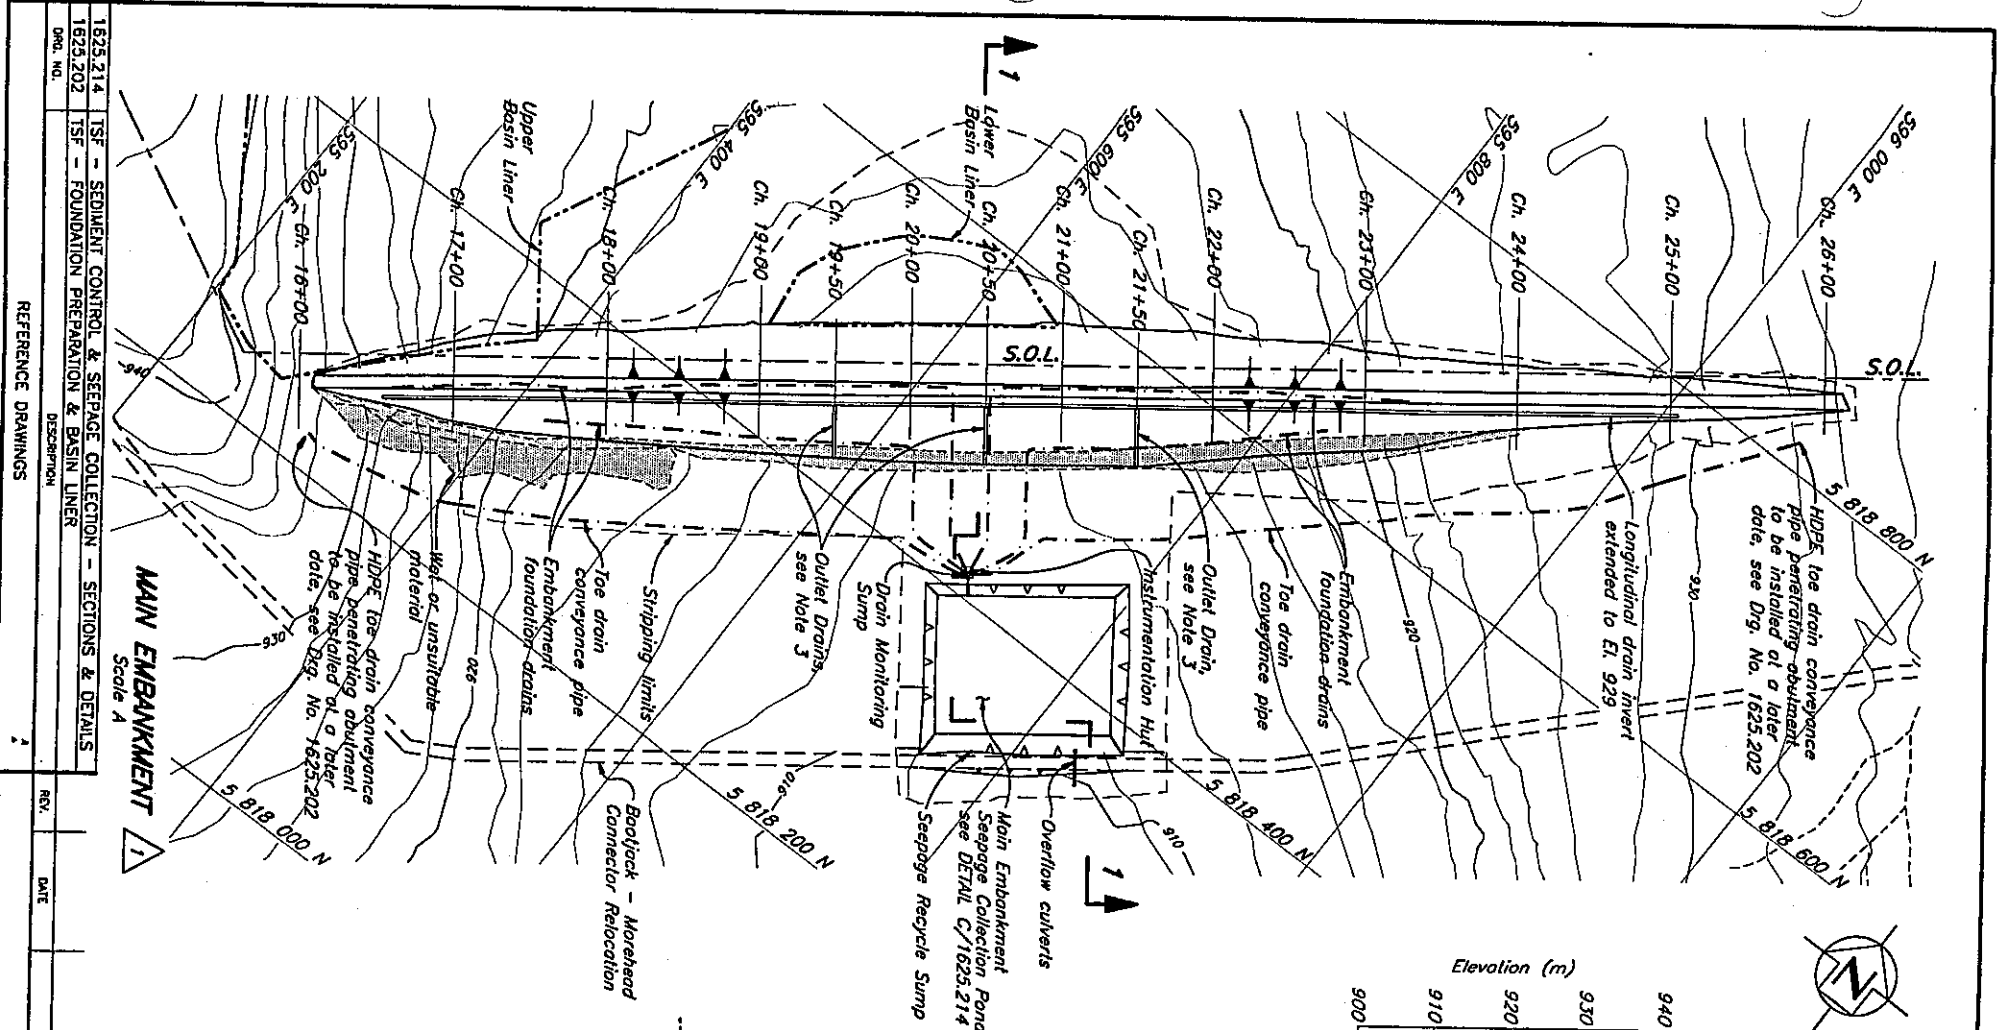 1625.214 TSF - SEDIMENT CONTROL & SEEPAGE COLLECTION - SECTIONS & DETAILS
1625.202 TSF - FOUNDATION PREPARATION & BASIN LINER
DRG. NO. DESCRIPTION
REFERENCE DRAWINGS
REV.
DATE
MAIN EMBANKMENT
Scale A
1
1
1
595 200 E
595 400 E
595 600 E
595 800 E
596 000 E
Upper
Basin Liner
Lower
Basin Liner
Ch. 16+00
Ch. 17+00
Ch. 18+00
Ch. 19+00
Ch. 19+50
Ch. 20+00
Ch. 20+50
Ch. 21+00
Ch. 21+50
Ch. 22+00
Ch. 23+00
Ch. 24+00
Ch. 25+00
Ch. 26+00
S.O.L.
S.O.L.
940
930
920
910
910
920
930
HDPE toe drain conveyance
pipe penetrating abutment
to be installed at a later
date, see Drg. No. 1625.202
Wet or unsuitable
material
Embankment
foundation drains
Toe drain
conveyance pipe
Stripping limits
Outlet Drains,
see Note 3
Drain Monitoring
Sump
Instrumentation Hut
Outlet Drain,
see Note 3
Toe drain
conveyance pipe
Embankment
foundation drains
Longitudinal drain invert
extended to El. 929
HDPE toe drain conveyance
pipe penetrating abutment
to be installed at a later
date, see Drg. No. 1625.202
5 818 000 N
5 818 200 N
5 818 400 N
5 818 600 N
5 818 800 N
Bootjack - Morehead
Connector Relocation
Seepage Recycle Sump
Main Embankment
Seepage Collection Pond
see DETAIL C/1625.214
Overflow culverts
N
Elevation (m)
900
910
920
930
940